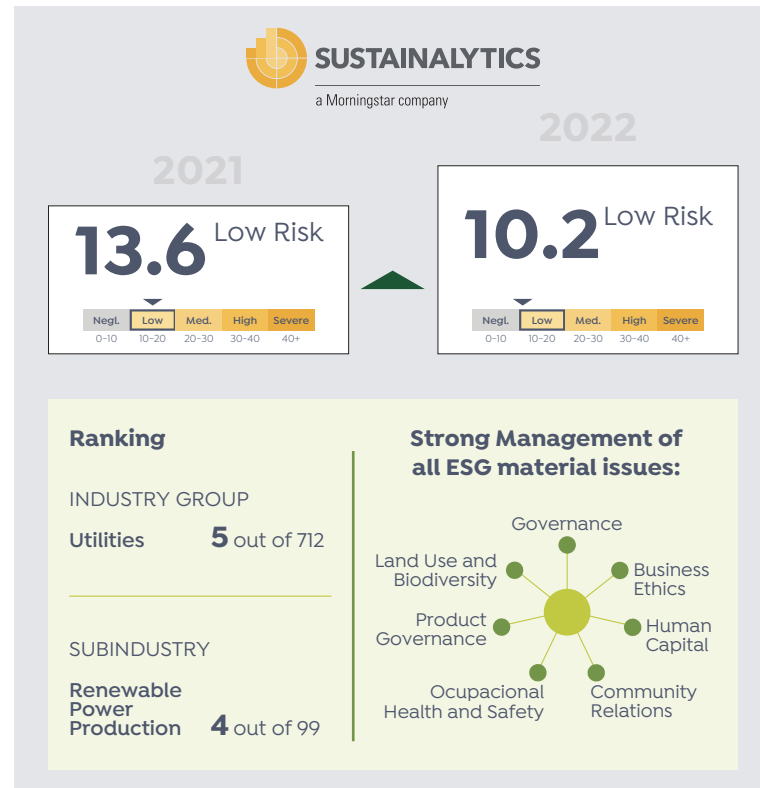 SUSTAINALYTICS
a Morningstar company
2021
13.6 Low Risk
Negl. Low Med. High Severe
0-10 10-20 20-30 30-40 40+
2022
10.2 Low Risk
Negl. Low Med. High Severe
0-10 10-20 20-30 30-40 40+
Ranking
INDUSTRY GROUP
Utilities 5 out of 712
SUBINDUSTRY
Renewable
Power
Production 4 out of 99
Strong Management of
all ESG material issues:
Governance
Business
Ethics
Human
Capital
Community
Relations
Ocupacional
Health and Safety
Product
Governance
Land Use and
Biodiversity